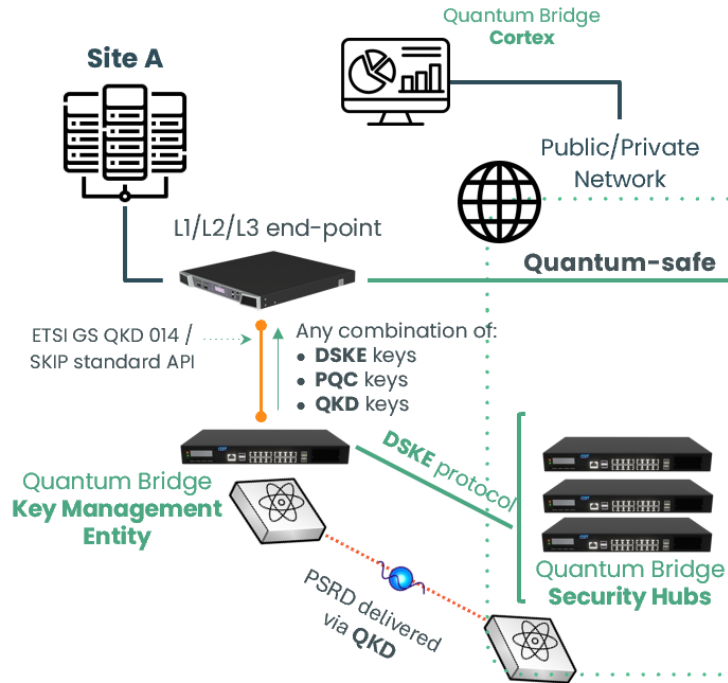 Quantum Bridge
Cortex
Site A
Public/Private
Network
L1/L2/L3 end-point
Quantum-safe
ETSI GS QKD 014 /
SKIP standard API
Any combination of:
• DSKE keys
• PQC keys
• QKD keys
DSKE protocol
Quantum Bridge
Key Management
Entity
Quantum Bridge
Security Hubs
PSRD delivered
via QKD